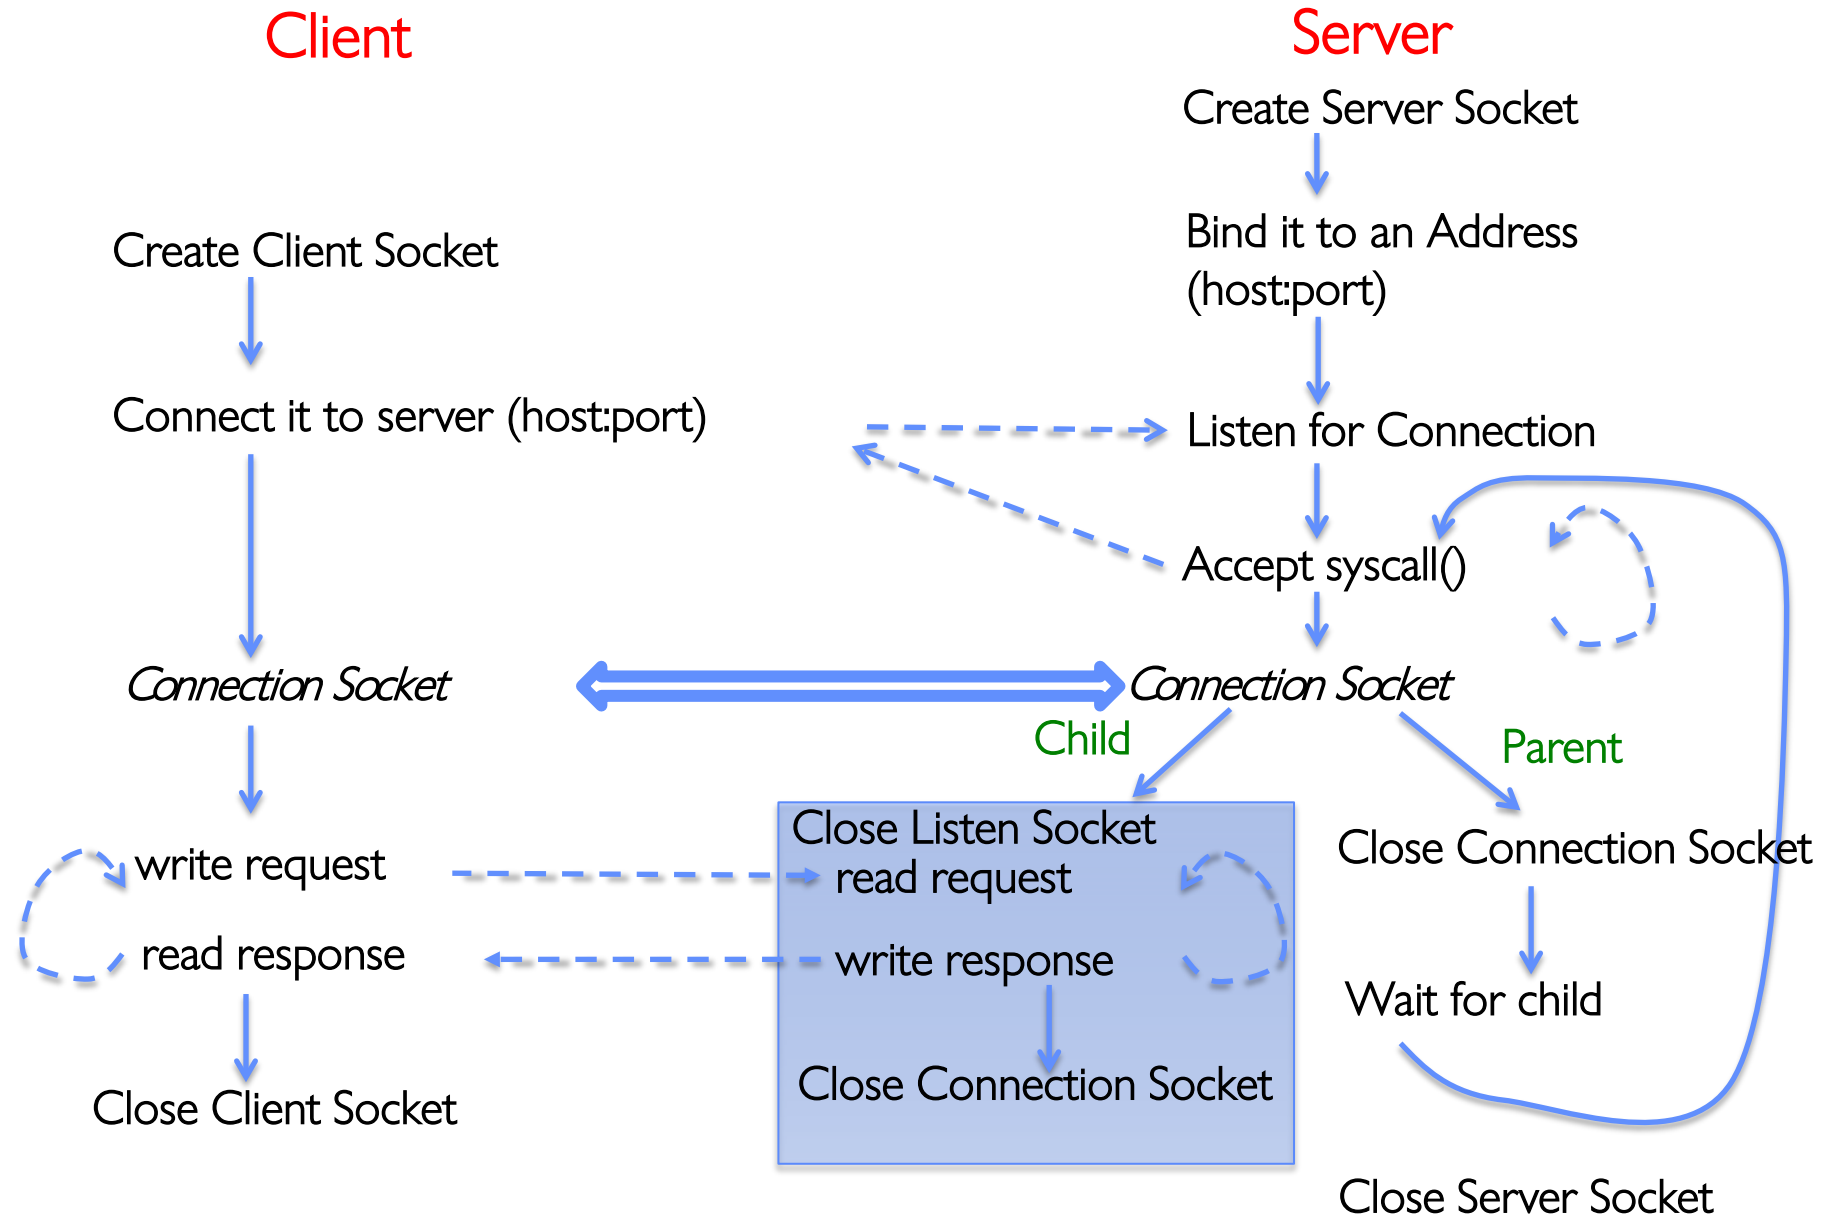 Client
Server
Create Server Socket
Bind it to an Address
(host:port)
Create Client Socket
Connect it to server (host:port)
Listen for Connection
Accept syscall()
Connection Socket
Connection Socket
Child
Parent
Close Listen Socket
write request
read request
Close Connection Socket
read response
write response
Wait for child
Close Client Socket
Close Connection Socket
Close Server Socket